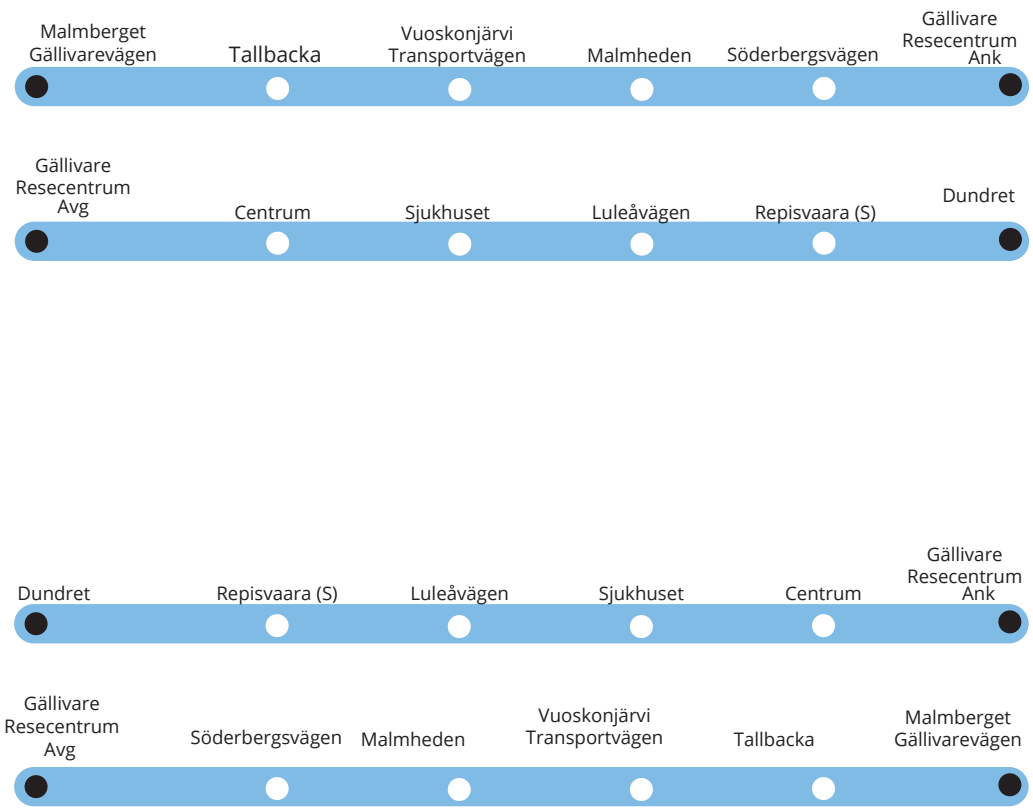 Malmberget
Gällivarevägen
Tallbacka
Vuoskonjärvi
Transportvägen
Malmheden
Söderbergsvägen
Gällivare
Resecentrum
Ank
Gällivare
Resecentrum
Avg
Centrum
Sjukhuset
Luleåvägen
Repisvaara (S)
Dundret
Dundret
Repisvaara (S)
Luleåvägen
Sjukhuset
Centrum
Gällivare
Resecentrum
Ank
Gällivare
Resecentrum
Avg
Söderbergsvägen
Malmheden
Vuoskonjärvi
Transportvägen
Tallbacka
Malmberget
Gällivarevägen